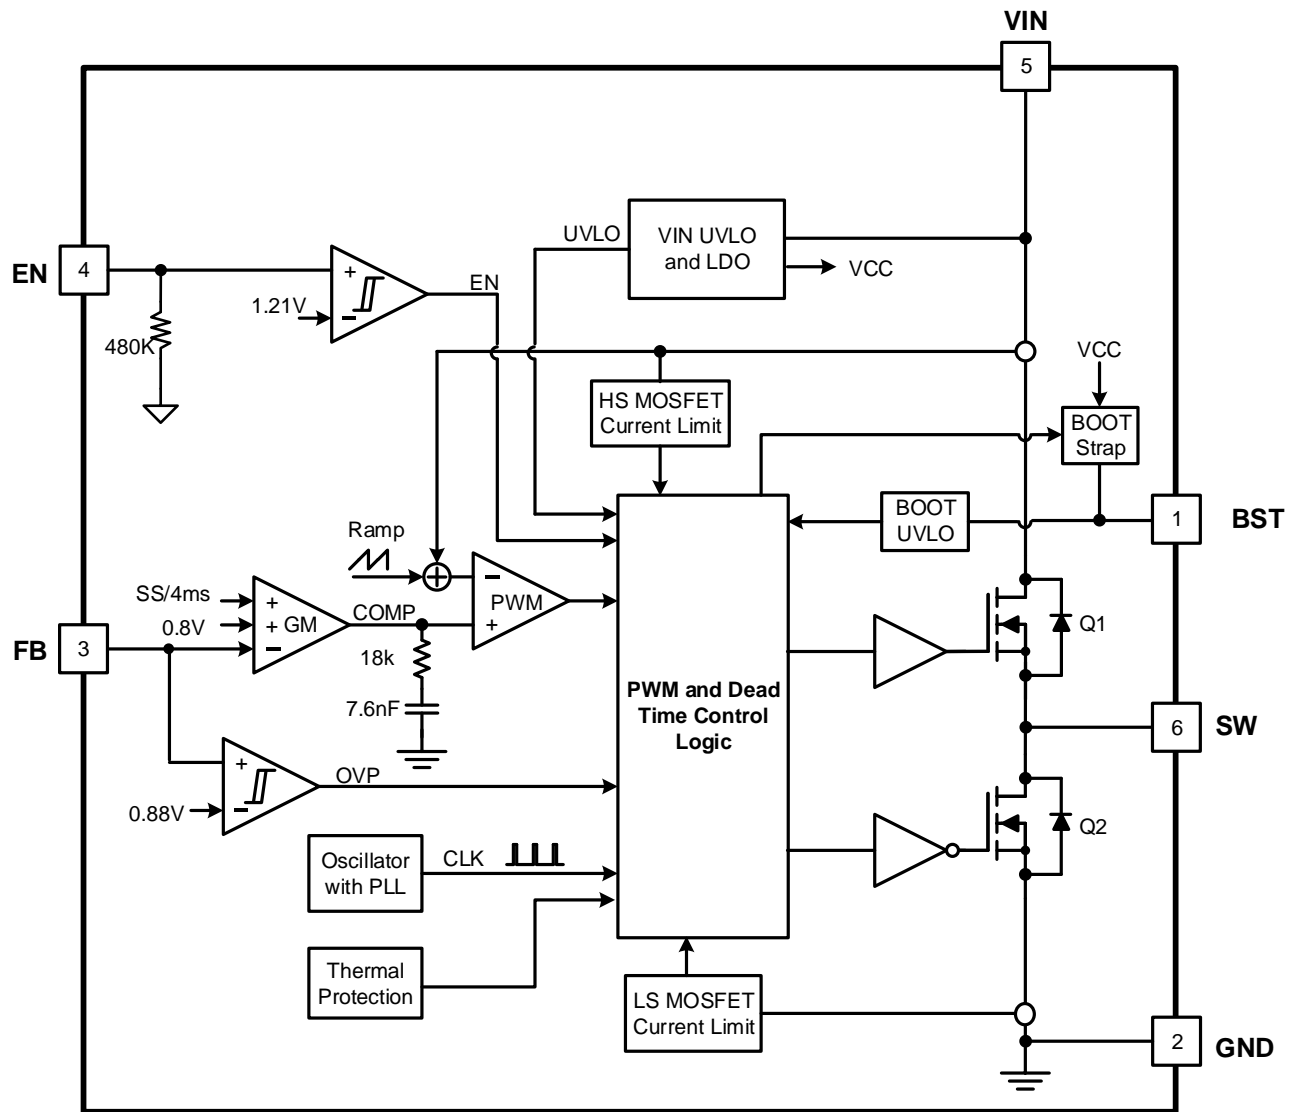 VIN
5
UVLO
VIN UVLO
and LDO
VCC
EN
4
+
−
EN
1.21V
480K
VCC
HS MOSFET
Current Limit
BOOT
Strap
BOOT
UVLO
1
BST
Ramp
+
−
PWM
+
SS/4ms
+
0.8V
+
GM
−
COMP
FB
3
18k
7.6nF
Q1
PWM and Dead
Time Control
Logic
6
SW
+
−
OVP
0.88V
Q2
Oscillator
with PLL
CLK
Thermal
Protection
LS MOSFET
Current Limit
2
GND